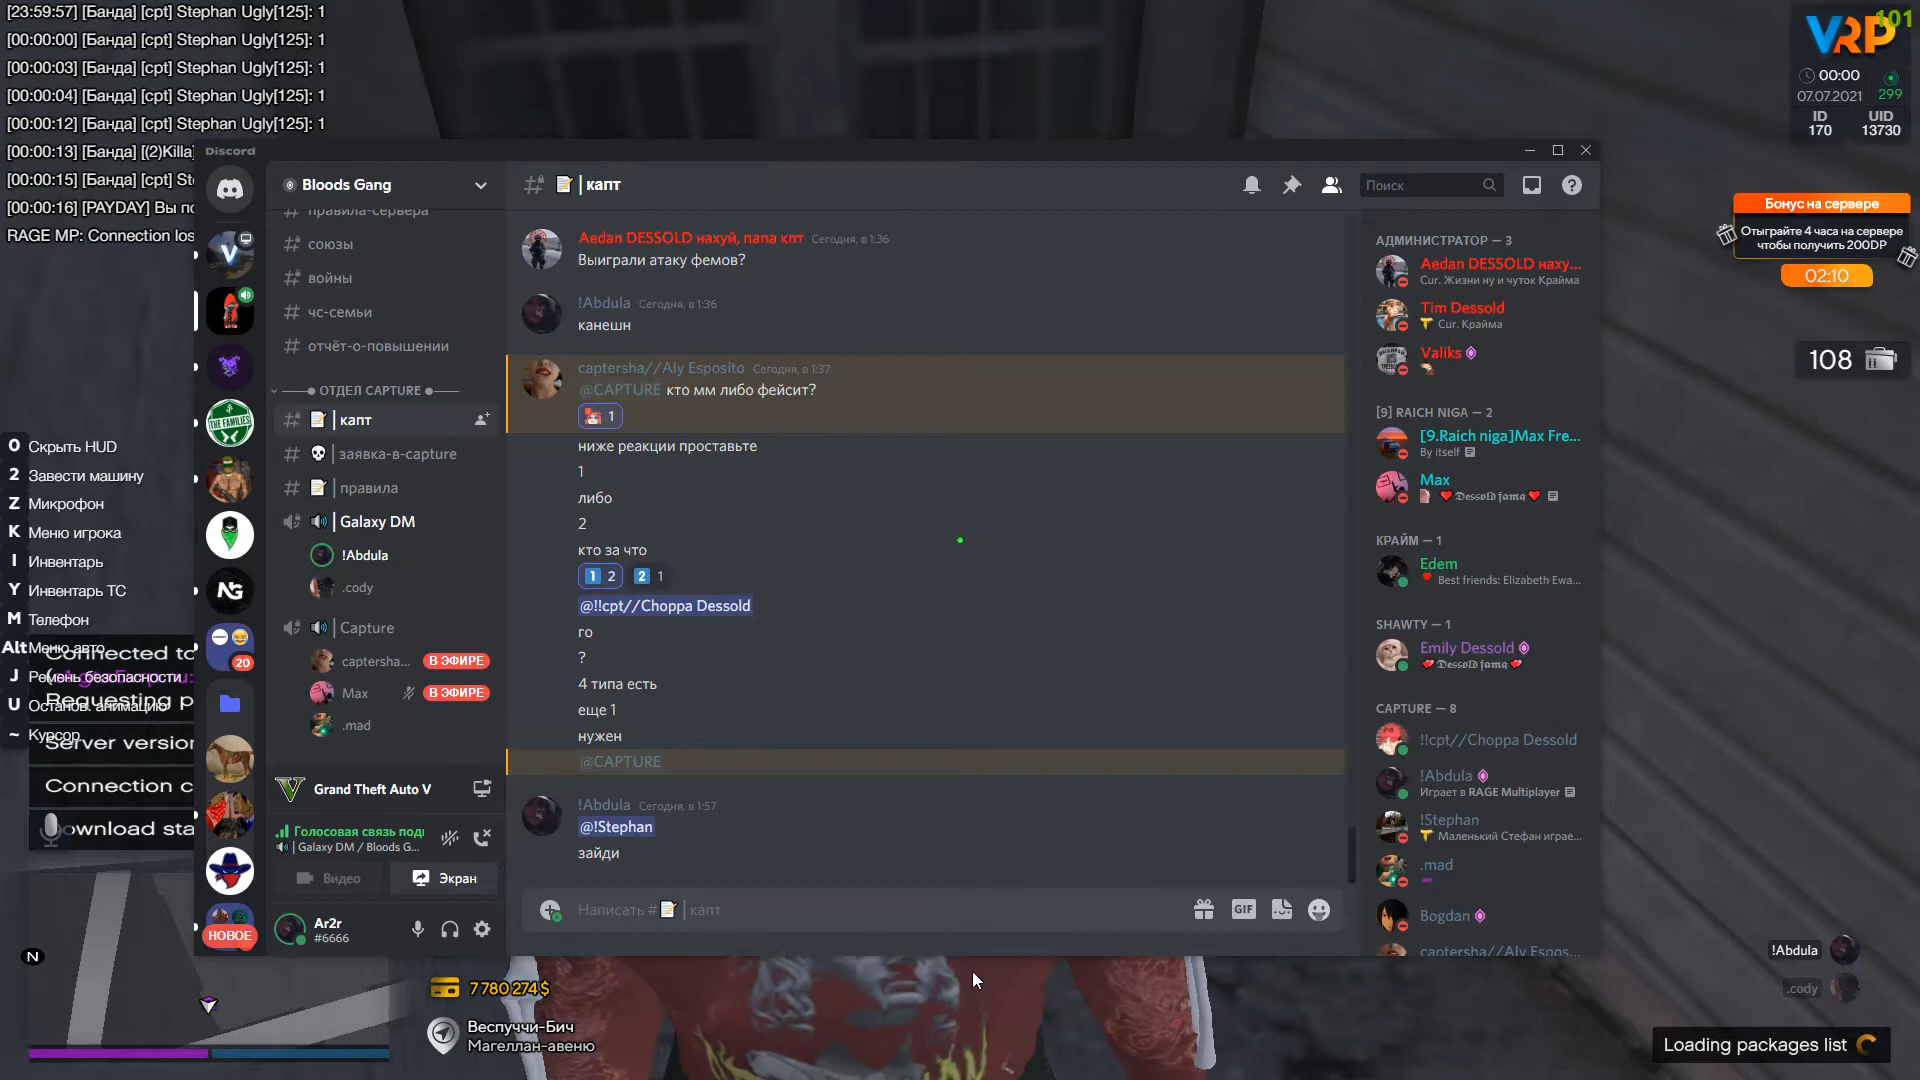 [23:59:57] [Банда] [cpt] Stephan Ugly[125]: 1
[00:00:00] [Банда] [cpt] Stephan Ugly[125]: 1
[00:00:03] [Банда] [cpt] Stephan Ugly[125]: 1
[00:00:04] [Банда] [cpt] Stephan Ugly[125]: 1
[00:00:12] [Банда] [cpt] Stephan Ugly[125]: 1
[00:00:13] [Банда] [(2)Killa]
[00:00:15] [Банда] [cpt] St
[00:00:16] [PAYDAY] Вы по
RAGE MP: Connection los
0 Скрыть HUD
2 Завести машину
Z Микрофон
K Меню игрока
I Инвентарь
Y Инвентарь ТС
M Телефон
Alt Меню авто
J Ремень безопасности
U Останов. анимацию
~ Курсор
Connected to
Requesting p
Server version
Connection c
ownload sta
N
Discord
THE FAMILIES
NG
20
НОВОЕ
Bloods Gang
правила-сервера
союзы
войны
чс-семьи
отчёт-о-повышении
ОТДЕЛ CAPTURE
| капт
| заявка-в-capture
| правила
| Galaxy DM
!Abdula
.cody
| Capture
captersha... В ЭФИРЕ
Max В ЭФИРЕ
.mad
Grand Theft Auto V
Голосовая связь под
| Galaxy DM / Bloods G...
Видео
Экран
Ar2r
#6666
| капт
Поиск
Aedan DESSOLD нахуй, папа кпт Сегодня, в 1:36
Выиграли атаку фемов?
!Abdula Сегодня, в 1:36
канешн
captersha//Aly Esposito Сегодня, в 1:37
@CAPTURE кто мм либо фейсит?
1
ниже реакции проставьте
1
либо
2
кто за что
1 2 2 1
@!!cpt//Choppa Dessold
го
?
4 типа есть
еще 1
нужен
@CAPTURE
!Abdula Сегодня, в 1:57
@!Stephan
зайди
Написать # | капт
GIF
АДМИНИСТРАТОР — 3
Aedan DESSOLD наху...
Cur. Жизни ну и чуток Крайма
Tim Dessold
Cur. Крайма
Valiks
[9] RAICH NIGA — 2
[9.Raich niga]Max Fre...
By itself
Max
Dessold fama
КРАЙМ — 1
Edem
Best friends: Elizabeth Ewa...
SHAWTY — 1
Emily Dessold
Dessold fama
CAPTURE — 8
!!cpt//Choppa Dessold
!Abdula
Играет в RAGE Multiplayer
!Stephan
Маленький Стефан играе...
.mad
Bogdan
captersha//Aly Espos...
VRP
101
00:00
07.07.2021
299
ID
170
UID
13730
Бонус на сервере
Отыграйте 4 часа на сервере
чтобы получить 200DP
02:10
108
!Abdula
.cody
Loading packages list
7 780 274 $
Веспуччи-Бич
Магеллан-авеню